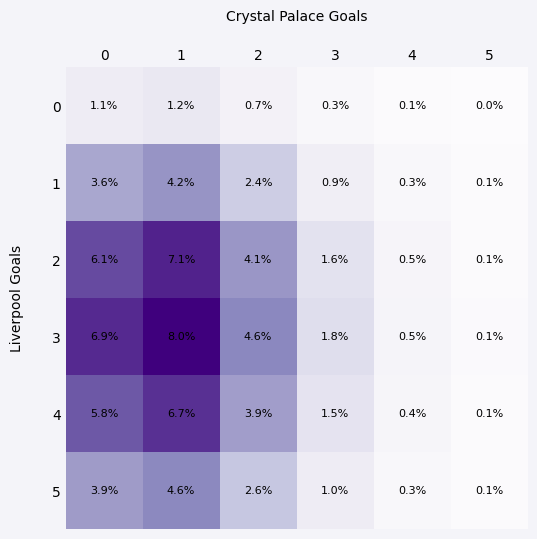 Crystal Palace Goals
0 1 2 3 4 5
0 1.1% 1.2% 0.7% 0.3% 0.1% 0.0%
1 3.6% 4.2% 2.4% 0.9% 0.3% 0.1%
2 6.1% 7.1% 4.1% 1.6% 0.5% 0.1%
Liverpool Goals
3 6.9% 8.0% 4.6% 1.8% 0.5% 0.1%
4 5.8% 6.7% 3.9% 1.5% 0.4% 0.1%
5 3.9% 4.6% 2.6% 1.0% 0.3% 0.1%